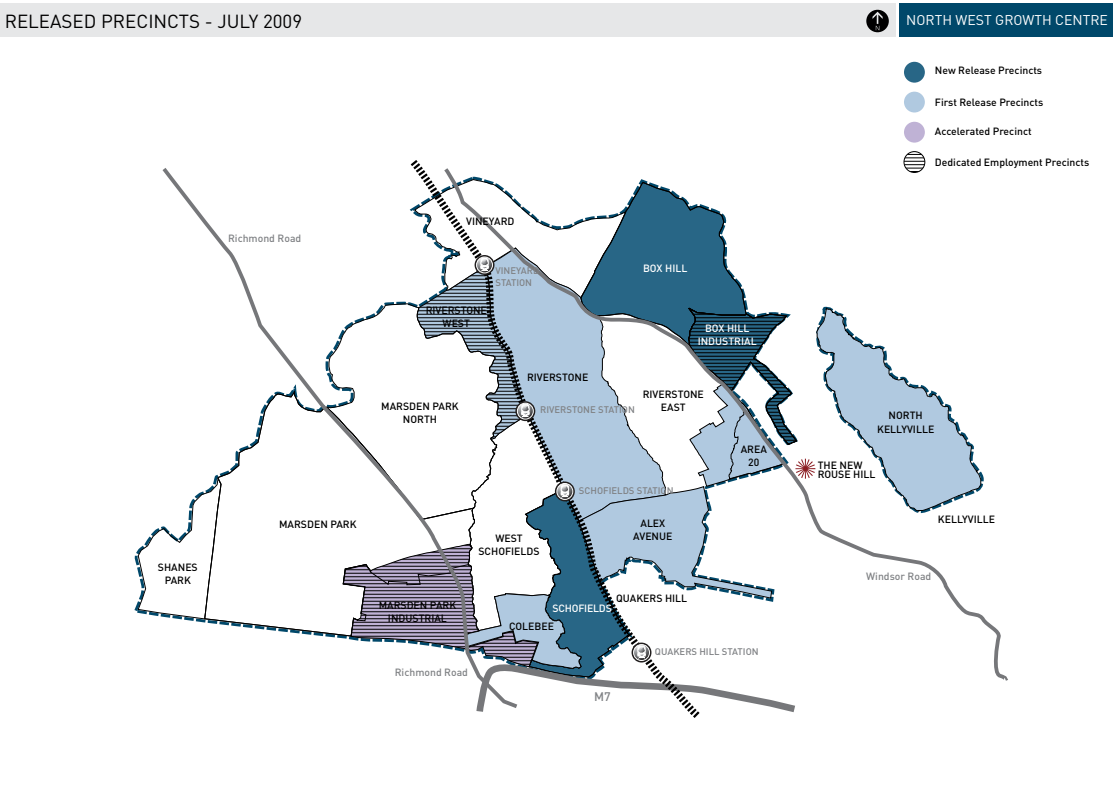 RELEASED PRECINCTS - JULY 2009
N
NORTH WEST GROWTH CENTRE
New Release Precincts
First Release Precincts
Accelerated Precinct
Dedicated Employment Precincts
VINEYARD
Richmond Road
VINEYARD
STATION
BOX HILL
RIVERSTONE
WEST
BOX HILL
INDUSTRIAL
RIVERSTONE
RIVERSTONE
EAST
MARSDEN PARK
NORTH
RIVERSTONE STATION
NORTH
KELLYVILLE
AREA
20
THE NEW
ROUSE HILL
SCHOFIELDS STATION
KELLYVILLE
MARSDEN PARK
ALEX
AVENUE
WEST
SCHOFIELDS
SHANES
PARK
Windsor Road
QUAKERS HILL
MARSDEN PARK
INDUSTRIAL
SCHOFIELDS
COLEBEE
QUAKERS HILL STATION
Richmond Road
M7